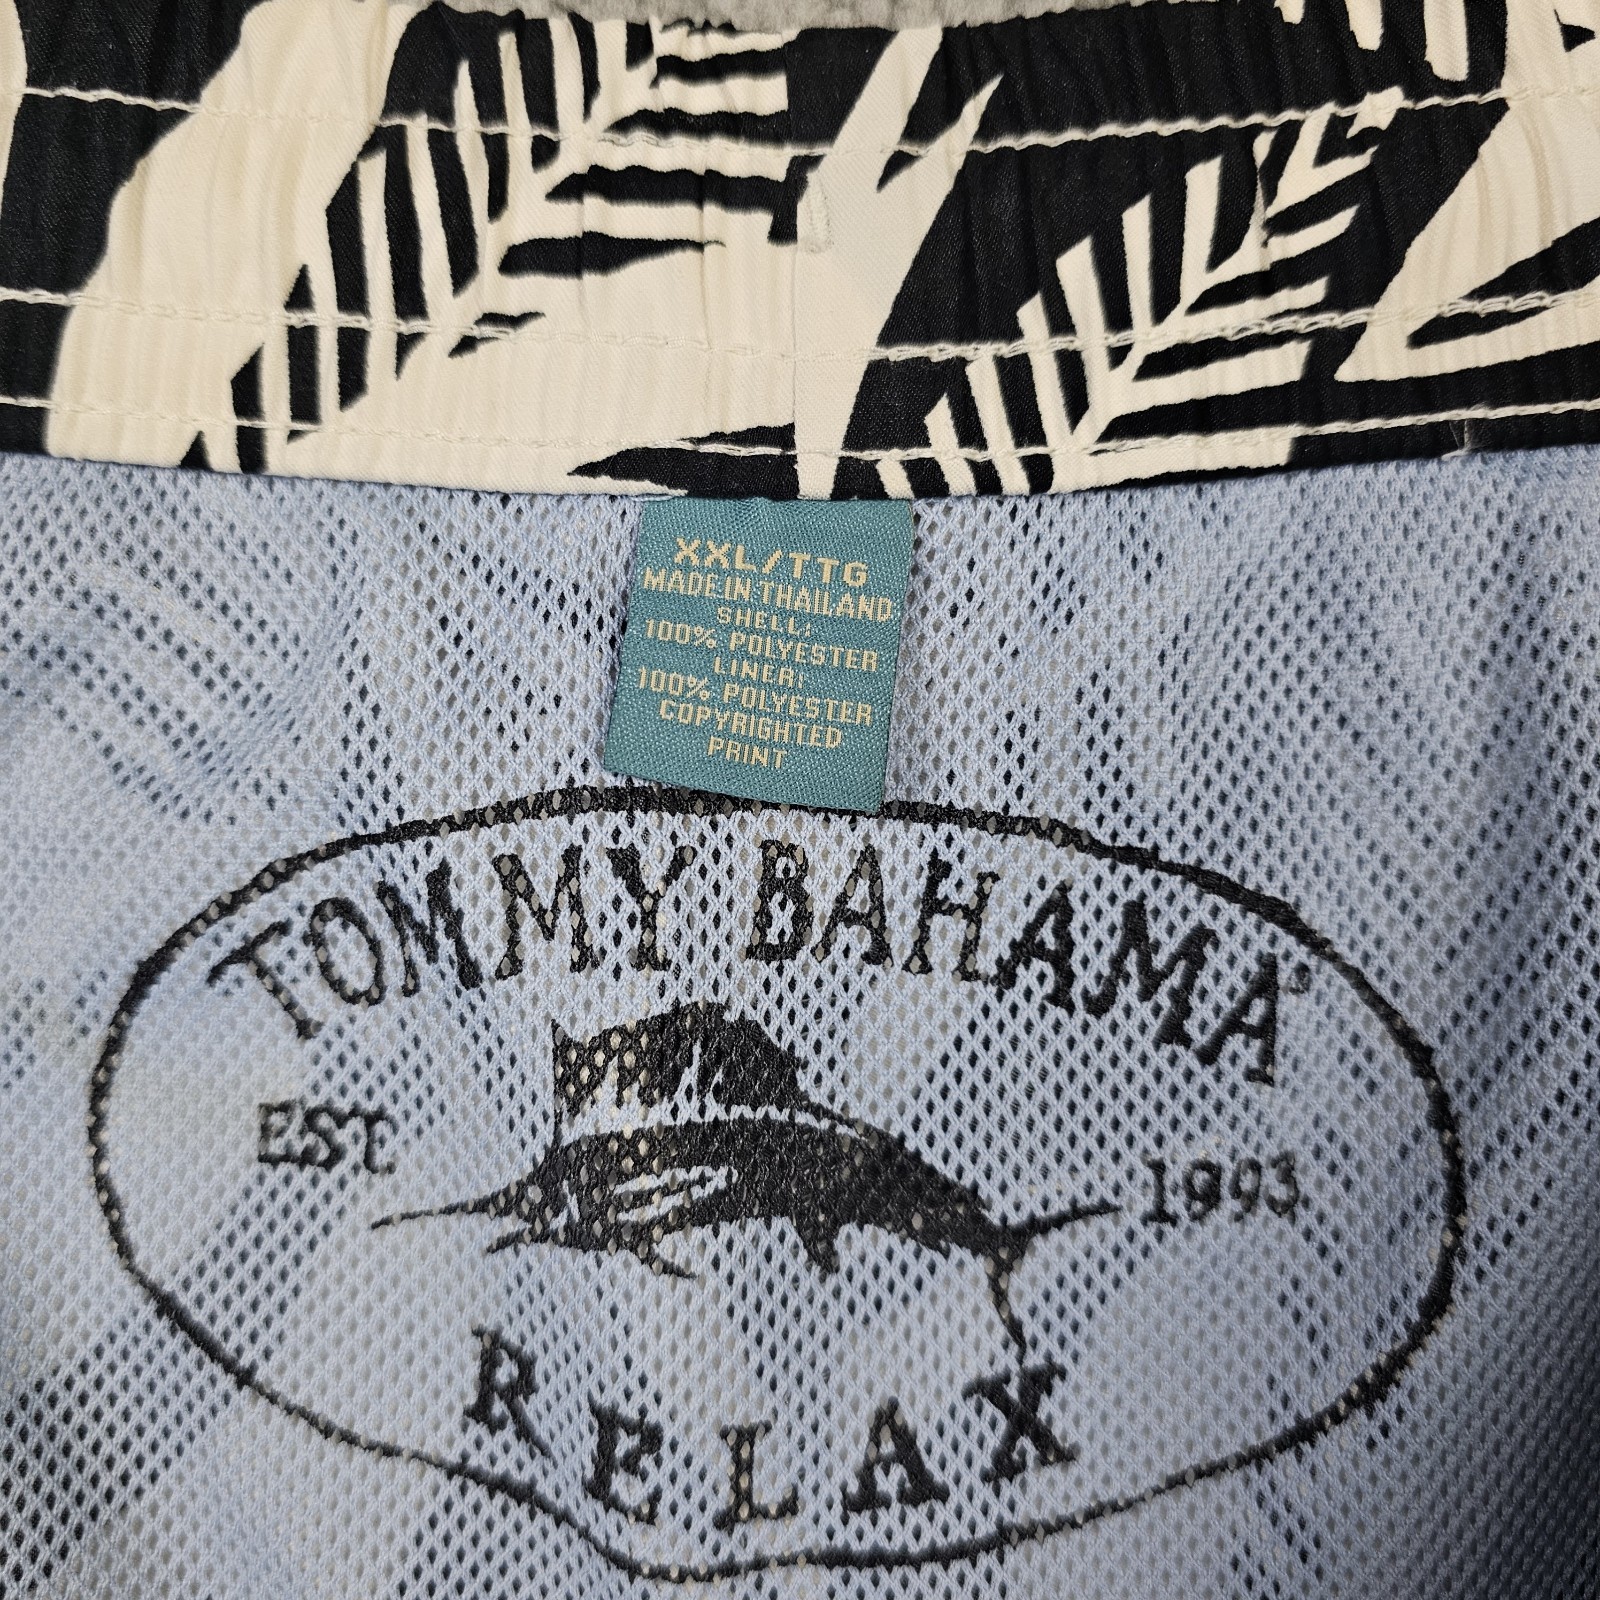 XXL/TTG
MADE IN THAILAND
SHELL:
100% POLYESTER
LINER:
100% POLYESTER
COPYRIGHTED
PRINT
TOMMY BAHAMA®
EST. 1993
RELAX